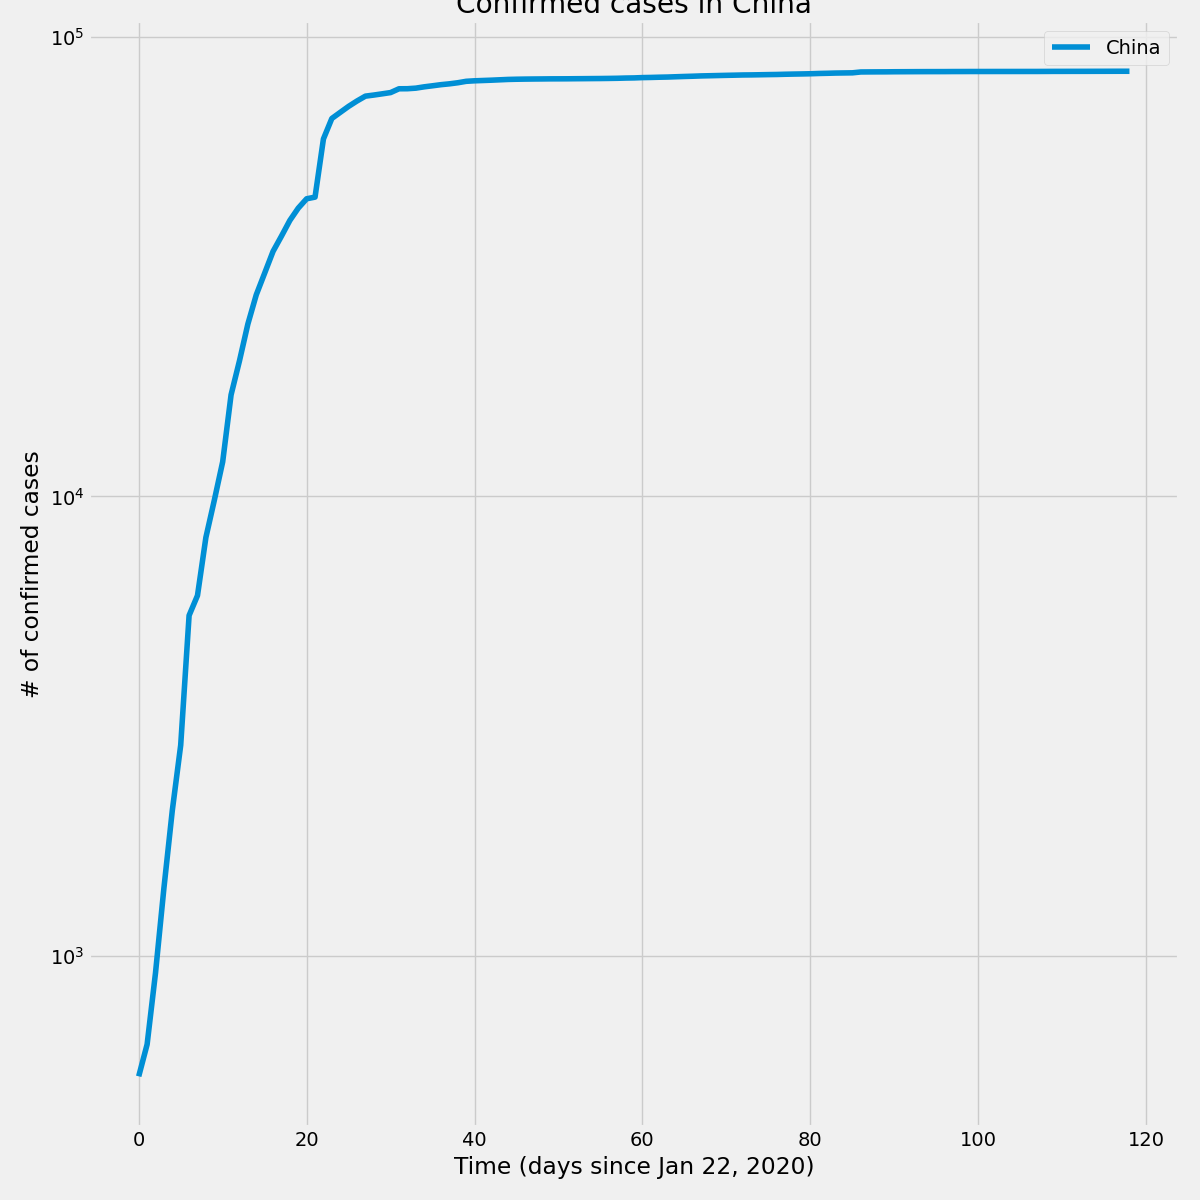 Confirmed cases in China
China
10^5
10^4
10^3
# of confirmed cases
0 20 40 60 80 100 120
Time (days since Jan 22, 2020)